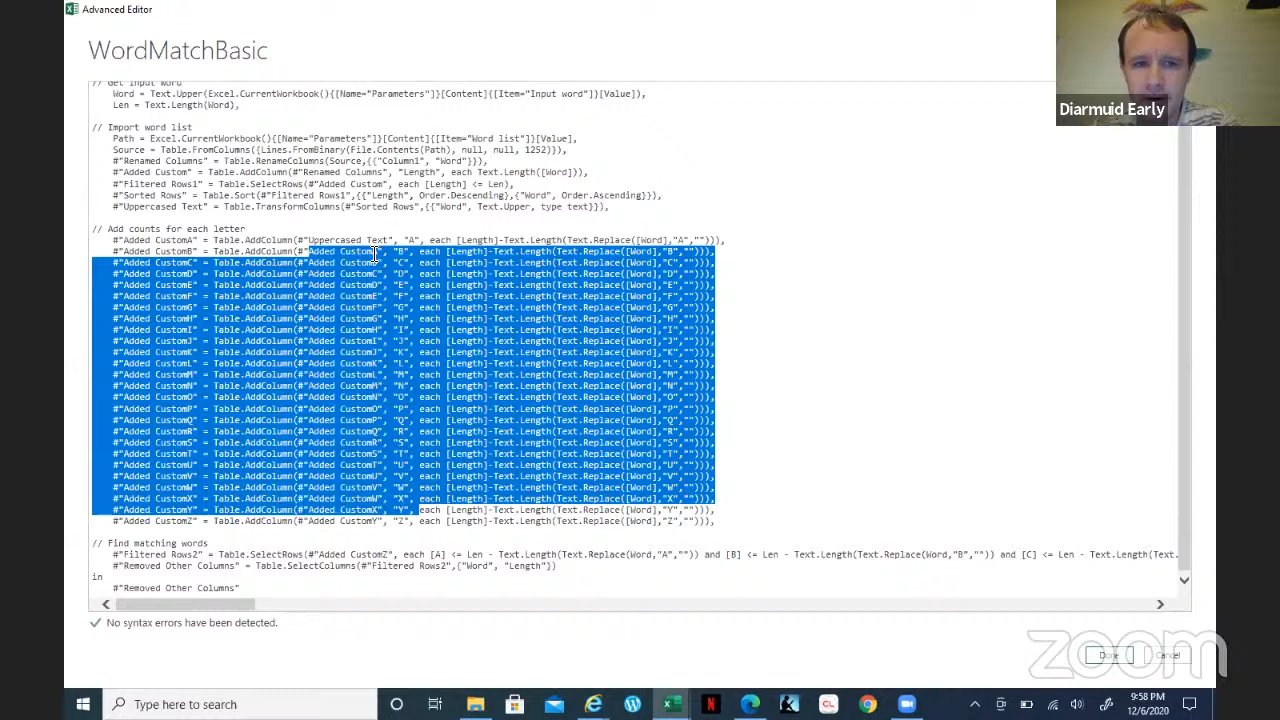 Advanced Editor
WordMatchBasic
// Get input word
Word = Text.Upper(Excel.CurrentWorkbook(){[Name="Parameters"]}[Content]{[Item="Input word"]}[Value]),
Len = Text.Length(Word),
// Import word list
Path = Excel.CurrentWorkbook(){[Name="Parameters"]}[Content]{[Item="Word list"]}[Value],
Source = Table.FromColumns({Lines.FromBinary(File.Contents(Path), null, null, 1252)}),
#"Renamed Columns" = Table.RenameColumns(Source,{{"Column1", "Word"}}),
#"Added Custom" = Table.AddColumn(#"Renamed Columns", "Length", each Text.Length([Word])),
#"Filtered Rows1" = Table.SelectRows(#"Added Custom", each [Length] <= Len),
#"Sorted Rows" = Table.Sort(#"Filtered Rows1",{{"Length", Order.Descending},{"Word", Order.Ascending}}),
#"Uppercased Text" = Table.TransformColumns(#"Sorted Rows",{{"Word", Text.Upper, type text}}),
// Add counts for each letter
#"Added CustomA" = Table.AddColumn(#"Uppercased Text", "A", each [Length]-Text.Length(Text.Replace([Word],"A",""))),
#"Added CustomB" = Table.AddColumn(#"Added CustomA", "B", each [Length]-Text.Length(Text.Replace([Word],"B",""))),
#"Added CustomC" = Table.AddColumn(#"Added CustomB", "C", each [Length]-Text.Length(Text.Replace([Word],"C",""))),
#"Added CustomD" = Table.AddColumn(#"Added CustomC", "D", each [Length]-Text.Length(Text.Replace([Word],"D",""))),
#"Added CustomE" = Table.AddColumn(#"Added CustomD", "E", each [Length]-Text.Length(Text.Replace([Word],"E",""))),
#"Added CustomF" = Table.AddColumn(#"Added CustomE", "F", each [Length]-Text.Length(Text.Replace([Word],"F",""))),
#"Added CustomG" = Table.AddColumn(#"Added CustomF", "G", each [Length]-Text.Length(Text.Replace([Word],"G",""))),
#"Added CustomH" = Table.AddColumn(#"Added CustomG", "H", each [Length]-Text.Length(Text.Replace([Word],"H",""))),
#"Added CustomI" = Table.AddColumn(#"Added CustomH", "I", each [Length]-Text.Length(Text.Replace([Word],"I",""))),
#"Added CustomJ" = Table.AddColumn(#"Added CustomI", "J", each [Length]-Text.Length(Text.Replace([Word],"J",""))),
#"Added CustomK" = Table.AddColumn(#"Added CustomJ", "K", each [Length]-Text.Length(Text.Replace([Word],"K",""))),
#"Added CustomL" = Table.AddColumn(#"Added CustomK", "L", each [Length]-Text.Length(Text.Replace([Word],"L",""))),
#"Added CustomM" = Table.AddColumn(#"Added CustomL", "M", each [Length]-Text.Length(Text.Replace([Word],"M",""))),
#"Added CustomN" = Table.AddColumn(#"Added CustomM", "N", each [Length]-Text.Length(Text.Replace([Word],"N",""))),
#"Added CustomO" = Table.AddColumn(#"Added CustomN", "O", each [Length]-Text.Length(Text.Replace([Word],"O",""))),
#"Added CustomP" = Table.AddColumn(#"Added CustomO", "P", each [Length]-Text.Length(Text.Replace([Word],"P",""))),
#"Added CustomQ" = Table.AddColumn(#"Added CustomP", "Q", each [Length]-Text.Length(Text.Replace([Word],"Q",""))),
#"Added CustomR" = Table.AddColumn(#"Added CustomQ", "R", each [Length]-Text.Length(Text.Replace([Word],"R",""))),
#"Added CustomS" = Table.AddColumn(#"Added CustomR", "S", each [Length]-Text.Length(Text.Replace([Word],"S",""))),
#"Added CustomT" = Table.AddColumn(#"Added CustomS", "T", each [Length]-Text.Length(Text.Replace([Word],"T",""))),
#"Added CustomU" = Table.AddColumn(#"Added CustomT", "U", each [Length]-Text.Length(Text.Replace([Word],"U",""))),
#"Added CustomV" = Table.AddColumn(#"Added CustomU", "V", each [Length]-Text.Length(Text.Replace([Word],"V",""))),
#"Added CustomW" = Table.AddColumn(#"Added CustomV", "W", each [Length]-Text.Length(Text.Replace([Word],"W",""))),
#"Added CustomX" = Table.AddColumn(#"Added CustomW", "X", each [Length]-Text.Length(Text.Replace([Word],"X",""))),
#"Added CustomY" = Table.AddColumn(#"Added CustomX", "Y", each [Length]-Text.Length(Text.Replace([Word],"Y",""))),
#"Added CustomZ" = Table.AddColumn(#"Added CustomY", "Z", each [Length]-Text.Length(Text.Replace([Word],"Z",""))),
// Find matching words
#"Filtered Rows2" = Table.SelectRows(#"Added CustomZ", each [A] <= Len - Text.Length(Text.Replace(Word,"A","")) and [B] <= Len - Text.Length(Text.Replace(Word,"B","")) and [C] <= Len - Text.Length(Text.
#"Removed Other Columns" = Table.SelectColumns(#"Filtered Rows2",{"Word", "Length"})
in
#"Removed Other Columns"
No syntax errors have been detected.
Done
Cancel
Diarmuid Early
zoom
Type here to search
CL
9:58 PM
12/6/2020